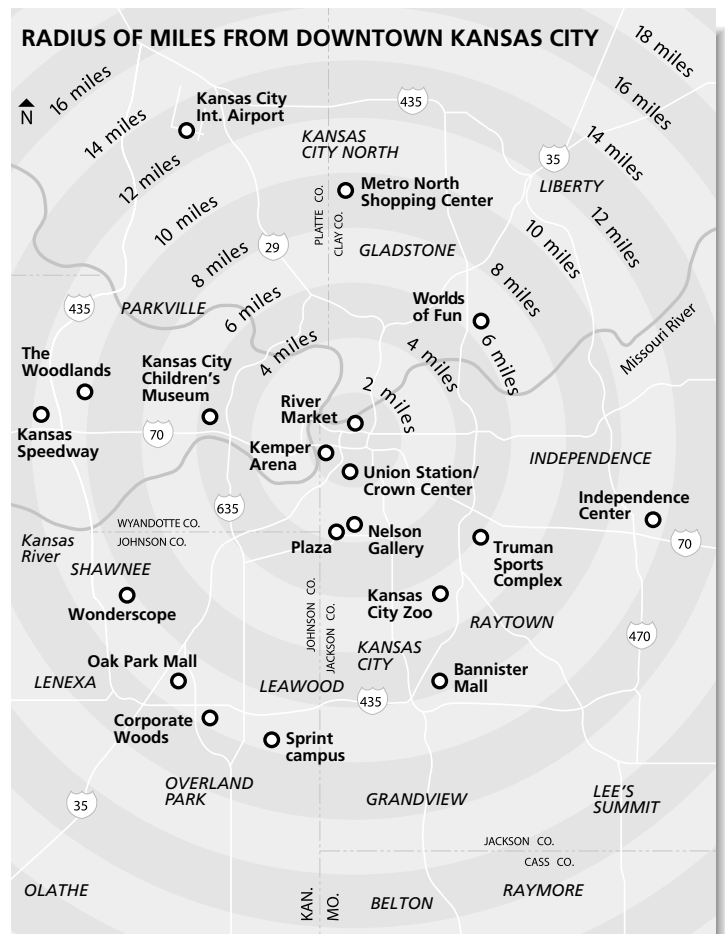 RADIUS OF MILES FROM DOWNTOWN KANSAS CITY
18 miles
16 miles
16 miles
N
Kansas City
Int. Airport
435
14 miles
14 miles
KANSAS
CITY NORTH
35
12 miles
LIBERTY
Metro North
Shopping Center
PLATTE CO.
CLAY CO.
10 miles
12 miles
10 miles
29
GLADSTONE
8 miles
8 miles
435
PARKVILLE
6 miles
Worlds
of Fun
6 miles
Missouri River
The
Woodlands
Kansas City
Children's
Museum
4 miles
4 miles
2 miles
River
Market
Kansas
Speedway
70
Kemper
Arena
INDEPENDENCE
Union Station/
Crown Center
Independence
Center
635
WYANDOTTE CO.
JOHNSON CO.
Kansas
River
Plaza
Nelson
Gallery
70
Truman
Sports
Complex
SHAWNEE
Wonderscope
JOHNSON CO.
JACKSON CO.
Kansas
City Zoo
RAYTOWN
470
KANSAS
CITY
Oak Park Mall
LENEXA
LEAWOOD
Bannister
Mall
435
Corporate
Woods
Sprint
campus
OVERLAND
PARK
35
GRANDVIEW
LEE'S
SUMMIT
JACKSON CO.
CASS CO.
OLATHE
KAN.
MO.
BELTON
RAYMORE